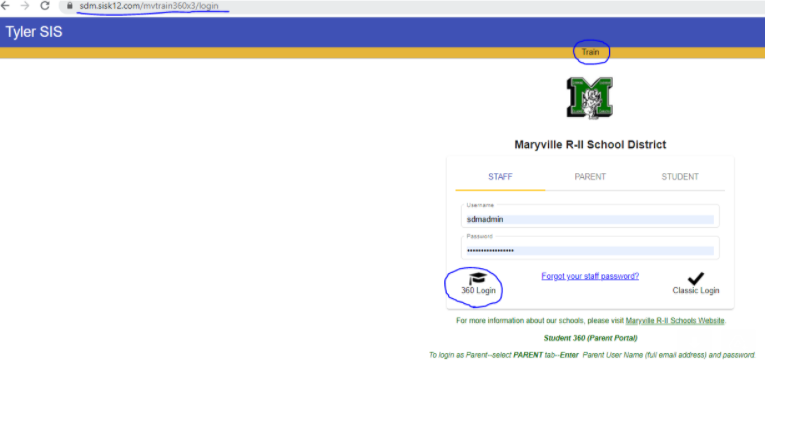 sdm.sisk12.com/mvtrain360x3/login
Tyler SIS
Train
M
Maryville R-II School District
STAFF PARENT STUDENT
Username
sdmadmin
Password
•••••••••••••••••
360 Login Forgot your staff password? Classic Login
For more information about our schools, please visit Maryville R-II Schools Website.
Student 360 (Parent Portal)
To login as Parent--select PARENT tab--Enter Parent User Name (full email address) and password.